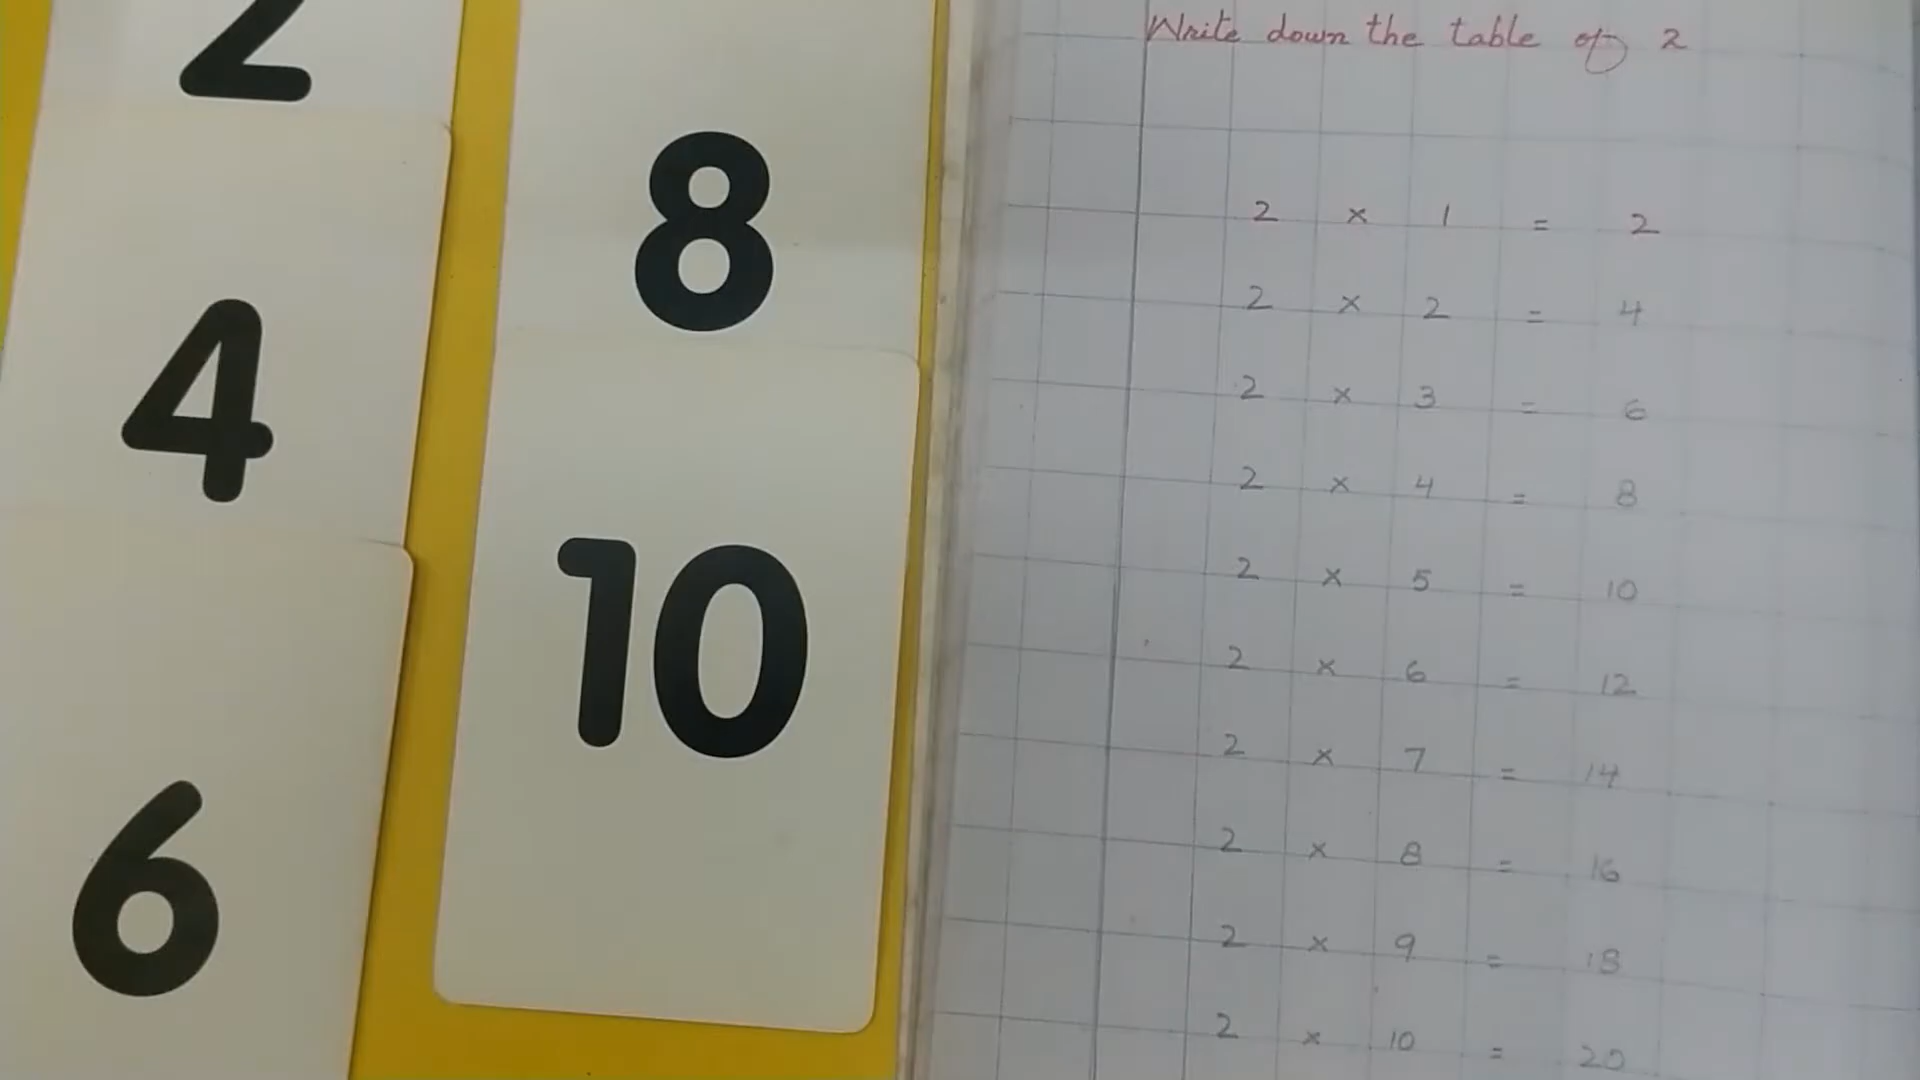 2
4
6
8
10
Write down the table of 2
2 × 1 = 2
2 × 2 = 4
2 × 3 = 6
2 × 4 = 8
2 × 5 = 10
2 × 6 = 12
2 × 7 = 14
2 × 8 = 16
2 × 9 = 18
2 × 10 = 20